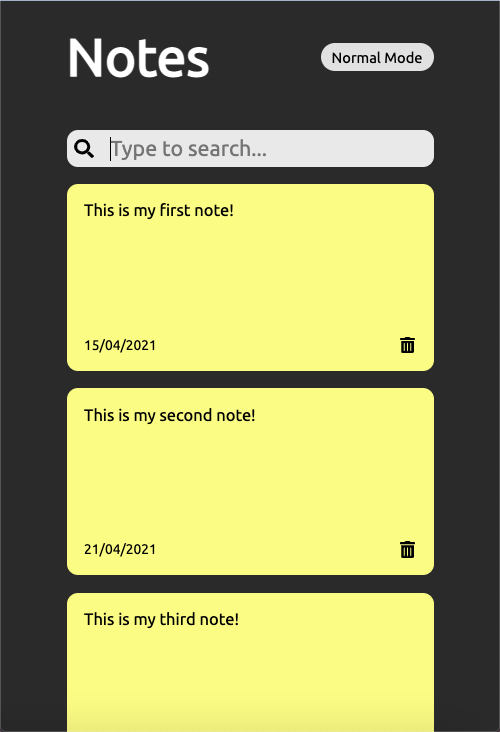 Notes
Normal Mode
Type to search...
This is my first note!
15/04/2021
This is my second note!
21/04/2021
This is my third note!